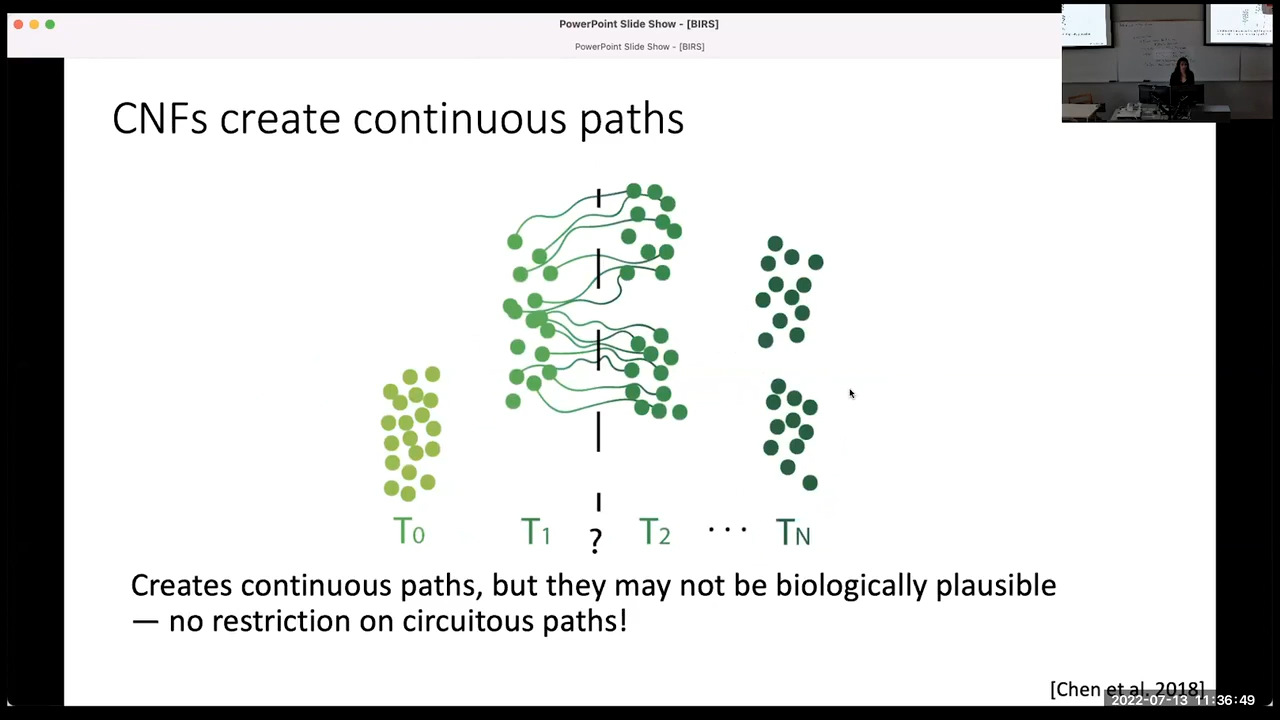 PowerPoint Slide Show - [BIRS]
PowerPoint Slide Show - [BIRS]
CNFs create continuous paths
T0 T1 ? T2 ... TN
Creates continuous paths, but they may not be biologically plausible
— no restriction on circuitous paths!
[Chen et al. 2018]
2022-07-13 11:36:49